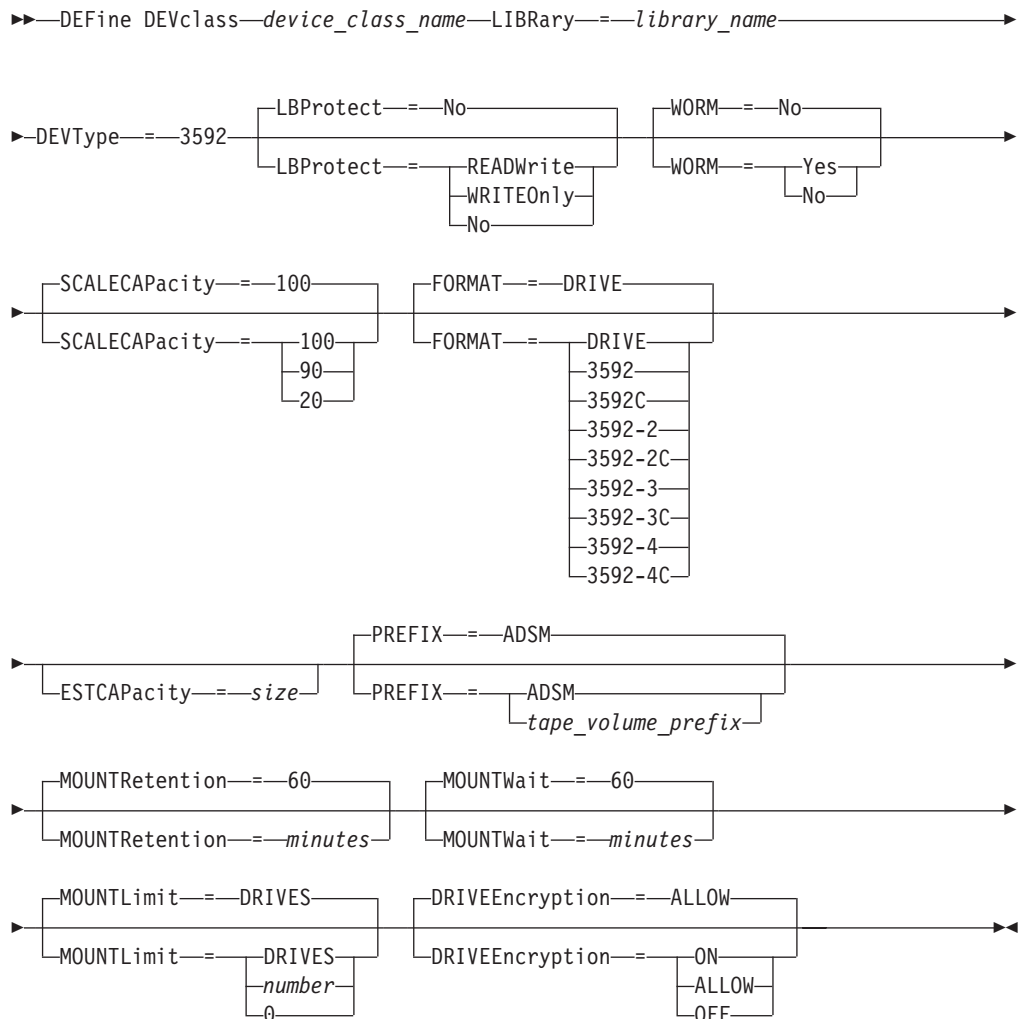 ►►—DEFine DEVclass—device_class_name—LIBRary—=—library_name—►
LBProtect—=—No WORM—=—No
►—DEVType—=—3592—►
LBProtect—=—READWrite WORM—=—Yes
WRITEOnly No
No
SCALECAPacity—=—100 FORMAT—=—DRIVE
►—►
SCALECAPacity—=—100 FORMAT—=—DRIVE
90 3592
20 3592C
3592-2
3592-2C
3592-3
3592-3C
3592-4
3592-4C
PREFIX—=—ADSM
►—►
ESTCAPacity—=—size PREFIX—=—ADSM
tape_volume_prefix
MOUNTRetention—=—60 MOUNTWait—=—60
►—►
MOUNTRetention—=—minutes MOUNTWait—=—minutes
MOUNTLimit—=—DRIVES DRIVEEncryption—=—ALLOW
►—►◄
MOUNTLimit—=—DRIVES DRIVEEncryption—=—ON
number ALLOW
0 OFF